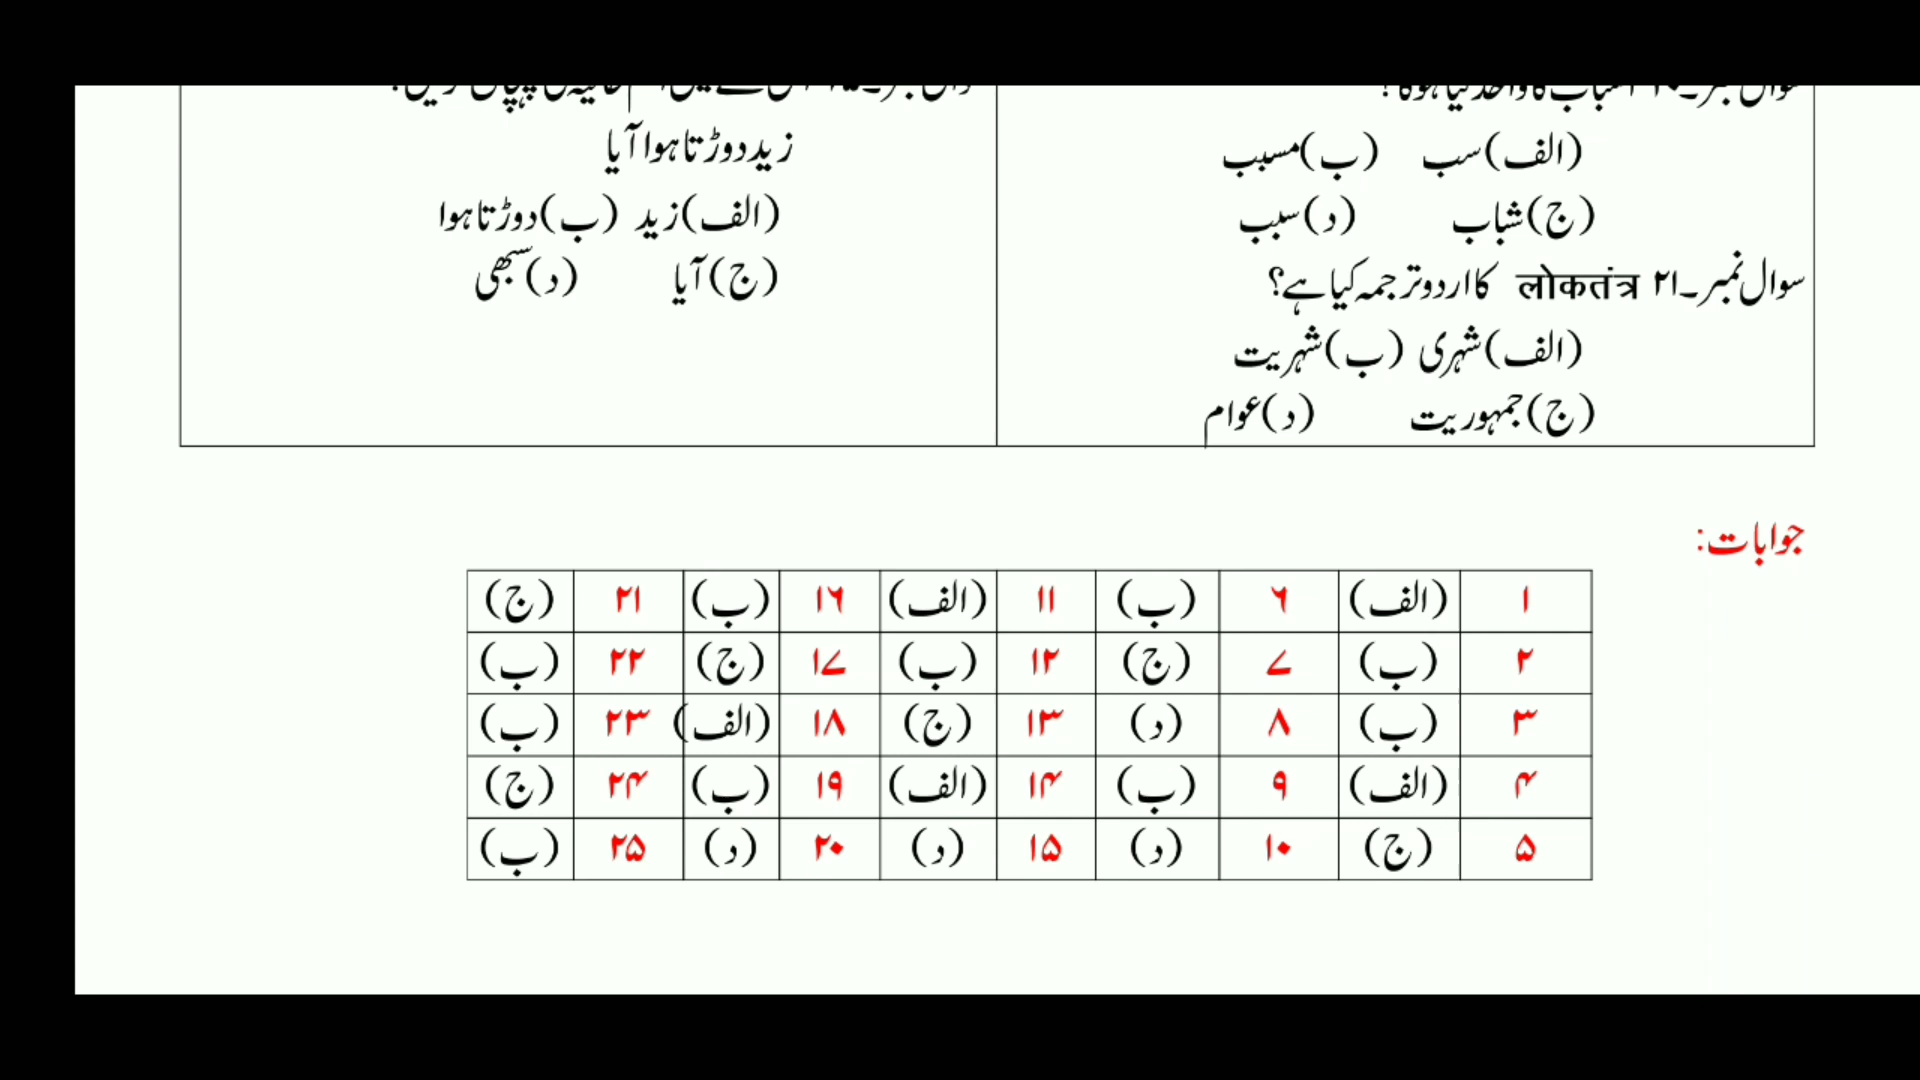 (الف) سب (ب) مسبب
(ج) شباب (د) سبب
سوال نمبر۔۲۱ लोकतंत्र کا اردو ترجمہ کیا ہے؟
(الف) شہری (ب) شہریت
(ج) جمہوریت (د) عوام
زید دوڑتا ہوا آیا
(الف) زید (ب) دوڑتا ہوا
(ج) آیا (د) سبھی
جوابات:
۱ (الف) ۶ (ب) ۱۱ (الف) ۱۶ (ب) ۲۱ (ج)
۲ (ب) ۷ (ج) ۱۲ (ب) ۱۷ (ج) ۲۲ (ب)
۳ (ب) ۸ (د) ۱۳ (ج) ۱۸ (الف) ۲۳ (ب)
۴ (الف) ۹ (ب) ۱۴ (الف) ۱۹ (ب) ۲۴ (ج)
۵ (ج) ۱۰ (د) ۱۵ (د) ۲۰ (د) ۲۵ (ب)